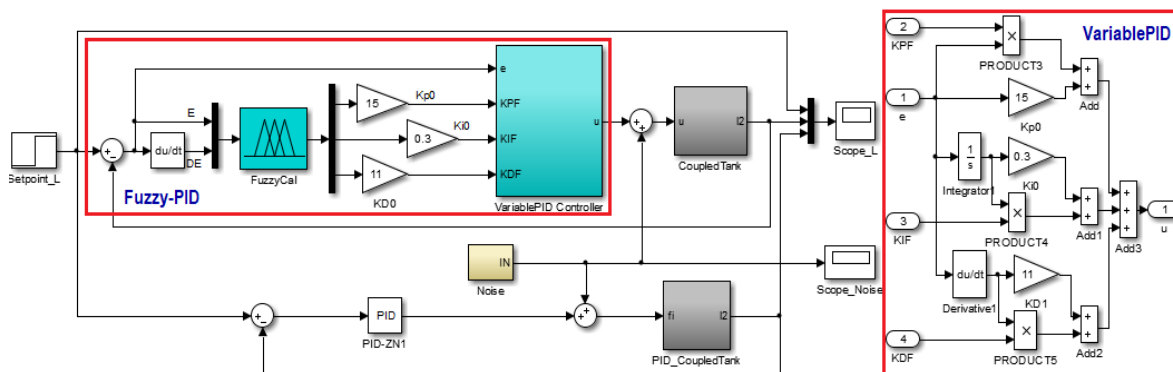 Setpoint_L
+
-
du/dt
E
DE
FuzzyCal
15
Kp0
0.3
Ki0
11
KD0
e
KPF
KIF
KDF
u
VariablePID Controller
Fuzzy-PID
+
+
u
l2
CoupledTank
Scope_L
IN
Noise
Scope_Noise
+
-
PID
PID-ZN1
+
+
fi
l2
PID_CoupledTank
VariablePID
2
KPF
×
PRODUCT3
1
e
15
Kp0
+
+
Add
1
s
Integrator1
0.3
Ki0
3
KIF
×
PRODUCT4
+
+
Add1
+
+
+
Add3
1
u
du/dt
Derivative1
11
KD1
4
KDF
×
PRODUCT5
+
+
Add2